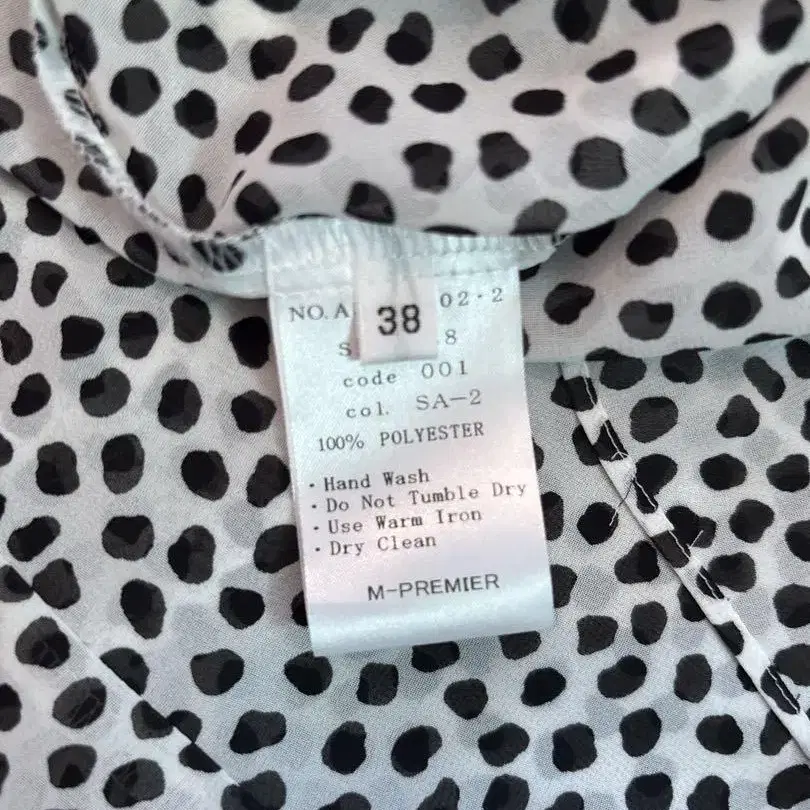 NO. A 02-2
38
S 8
code 001
col. SA-2
100% POLYESTER
· Hand Wash
· Do Not Tumble Dry
· Use Warm Iron
· Dry Clean
M-PREMIER